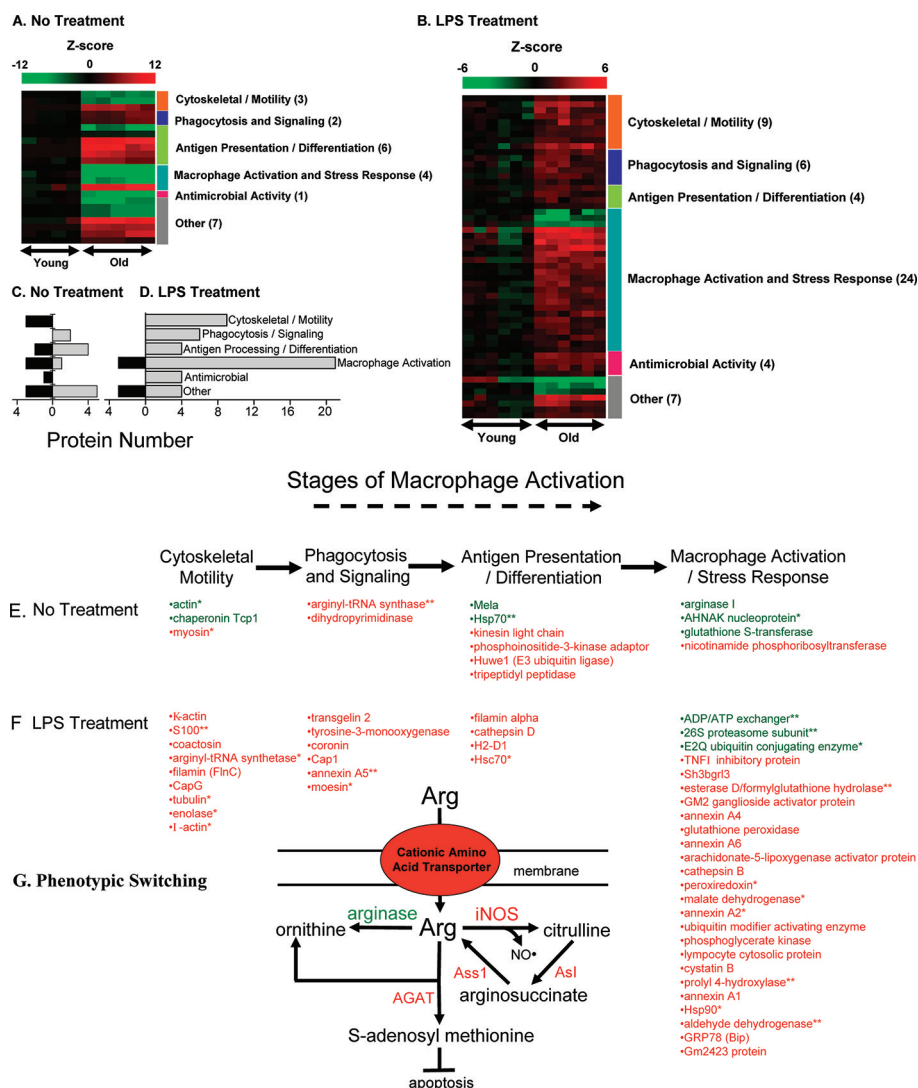 A. No Treatment
Z-score
-12 0 12
Cytoskeletal / Motility (3)
Phagocytosis and Signaling (2)
Antigen Presentation / Differentiation (6)
Macrophage Activation and Stress Response (4)
Antimicrobial Activity (1)
Other (7)
Young Old
B. LPS Treatment
Z-score
-6 0 6
Cytoskeletal / Motility (9)
Phagocytosis and Signaling (6)
Antigen Presentation / Differentiation (4)
Macrophage Activation and Stress Response (24)
Antimicrobial Activity (4)
Other (7)
Young Old
C. No Treatment D. LPS Treatment
Cytoskeletal / Motility
Phagocytosis / Signaling
Antigen Processing / Differentiation
Macrophage Activation
Antimicrobial
Other
4 0 4 4 0 4 8 12 16 20
Protein Number
Stages of Macrophage Activation
Cytoskeletal
Motility
Phagocytosis
and Signaling
Antigen Presentation
/ Differentiation
Macrophage Activation
/ Stress Response
E. No Treatment
•actin*
•chaperonin Tcp1
•myosin*
•arginyl-tRNA synthase**
•dihydropyrimidinase
•Mela
•Hsp70**
•kinesin light chain
•phosphoinositide-3-kinase adaptor
•Huwe1 (E3 ubiquitin ligase)
•tripeptidyl peptidase
•arginase I
•AHNAK nucleoprotein*
•glutathione S-transferase
•nicotinamide phosphoribosyltransferase
F LPS Treatment
•K-actin
•S100**
•coactosin
•arginyl-tRNA synthetase*
•filamin (FlnC)
•CapG
•tubulin*
•enolase*
•I -actin*
•transgelin 2
•tyrosine-3-monooxygenase
•coronin
•Cap1
•annexin A5**
•moesin*
•filamin alpha
•cathepsin D
•H2-D1
•Hsc70*
•ADP/ATP exchanger**
•26S proteasome subunit**
•E2Q ubiquitin conjugating enzyme*
•TNFI inhibitory protein
•Sh3bgrl3
•esterase D/formylglutathione hydrolase**
•GM2 ganglioside activator protein
•annexin A4
•glutathione peroxidase
•annexin A6
•arachidonate-5-lipoxygenase activator protein
•cathepsin B
•peroxiredoxin*
•malate dehydrogenase*
•annexin A2*
•ubiquitin modifier activating enzyme
•phosphoglycerate kinase
•lympocyte cytosolic protein
•cystatin B
•prolyl 4-hydroxylase**
•annexin A1
•Hsp90*
•aldehyde dehydrogenase**
•GRP78 (Bip)
•Gm2423 protein
G. Phenotypic Switching
Arg
Cationic Amino
Acid Transporter
membrane
ornithine arginase Arg iNOS citrulline
NO•
Ass1 Asl
AGAT arginosuccinate
S-adenosyl methionine
apoptosis